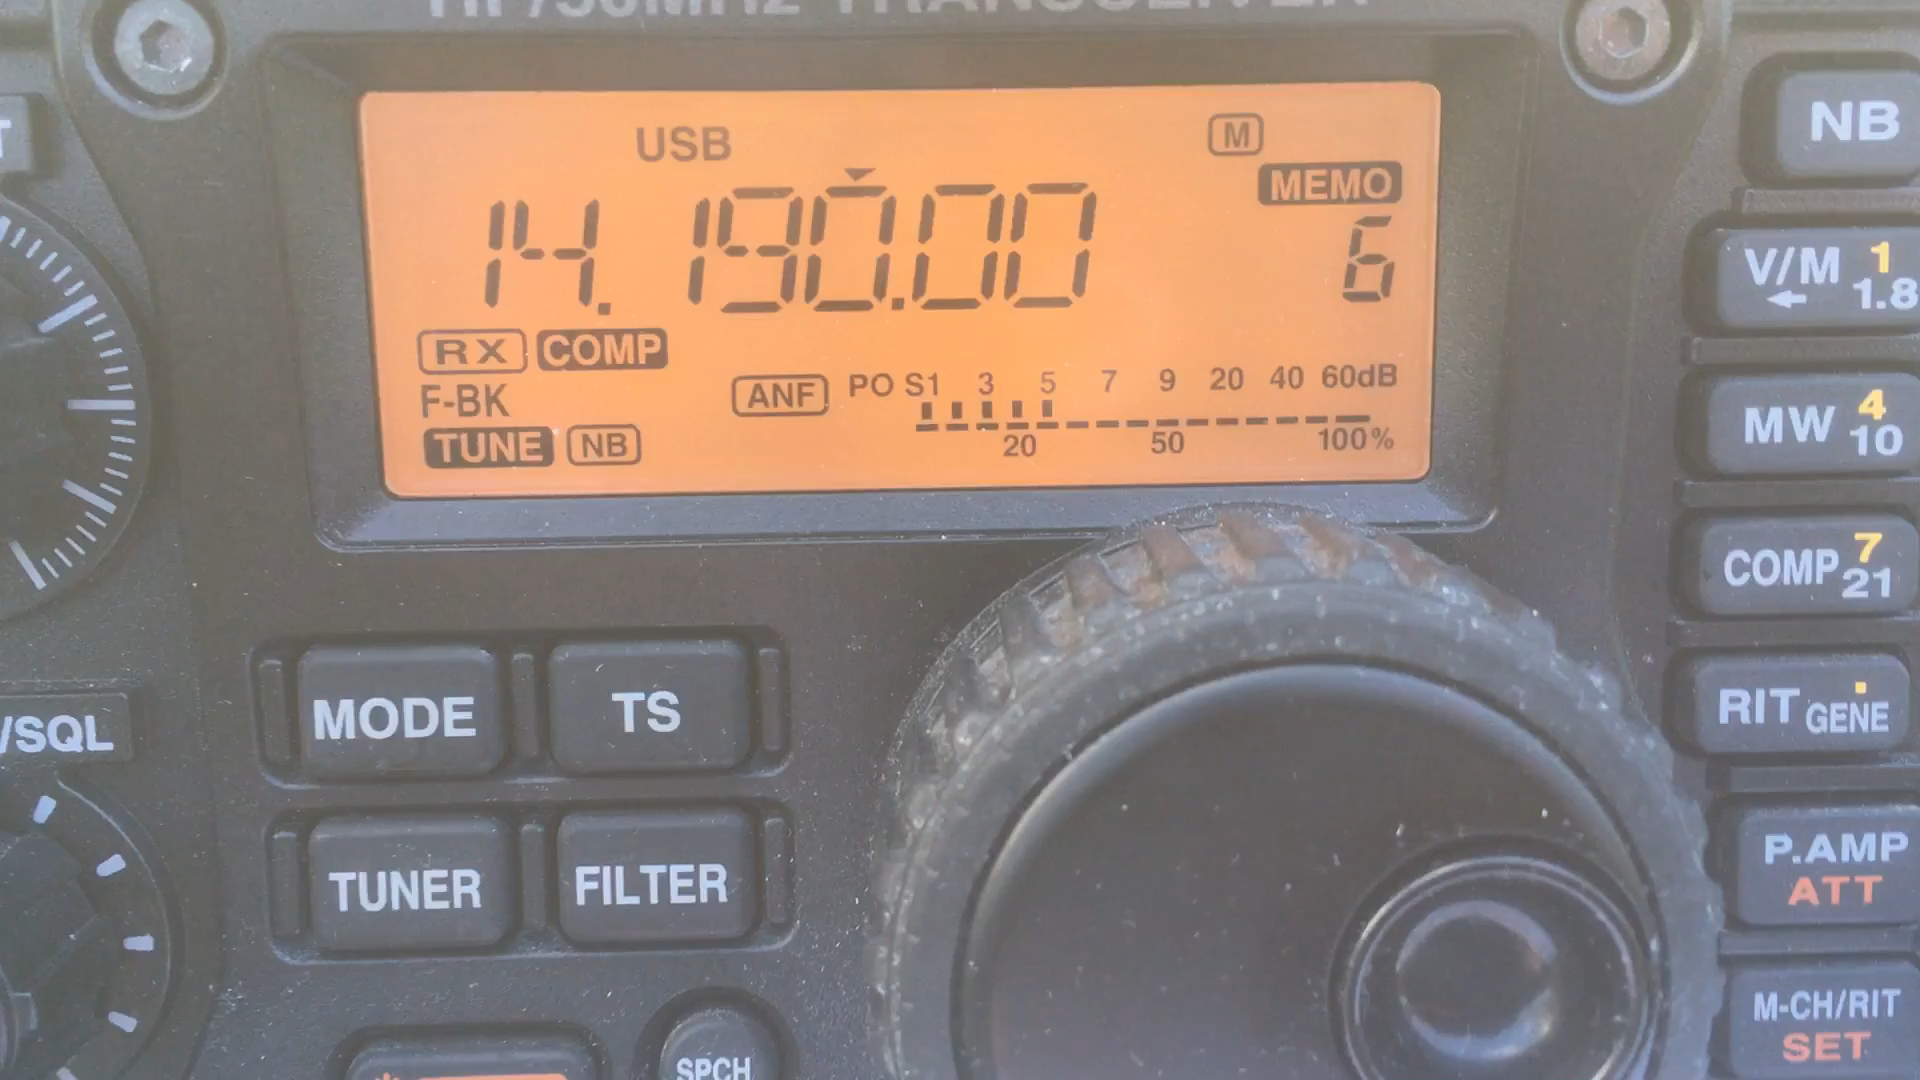 HF/50MHz TRANSCEIVER
USB
M
MEMO
14.190.00
6
RX COMP
F-BK
ANF
PO S1 3 5 7 9 20 40 60dB
TUNE NB
20 50 100%
NB
V/M 1
1.8
MW 4
10
COMP 7
21
RIT GENE
P.AMP
ATT
M-CH/RIT
SET
/SQL
MODE
TS
TUNER
FILTER
SPCH